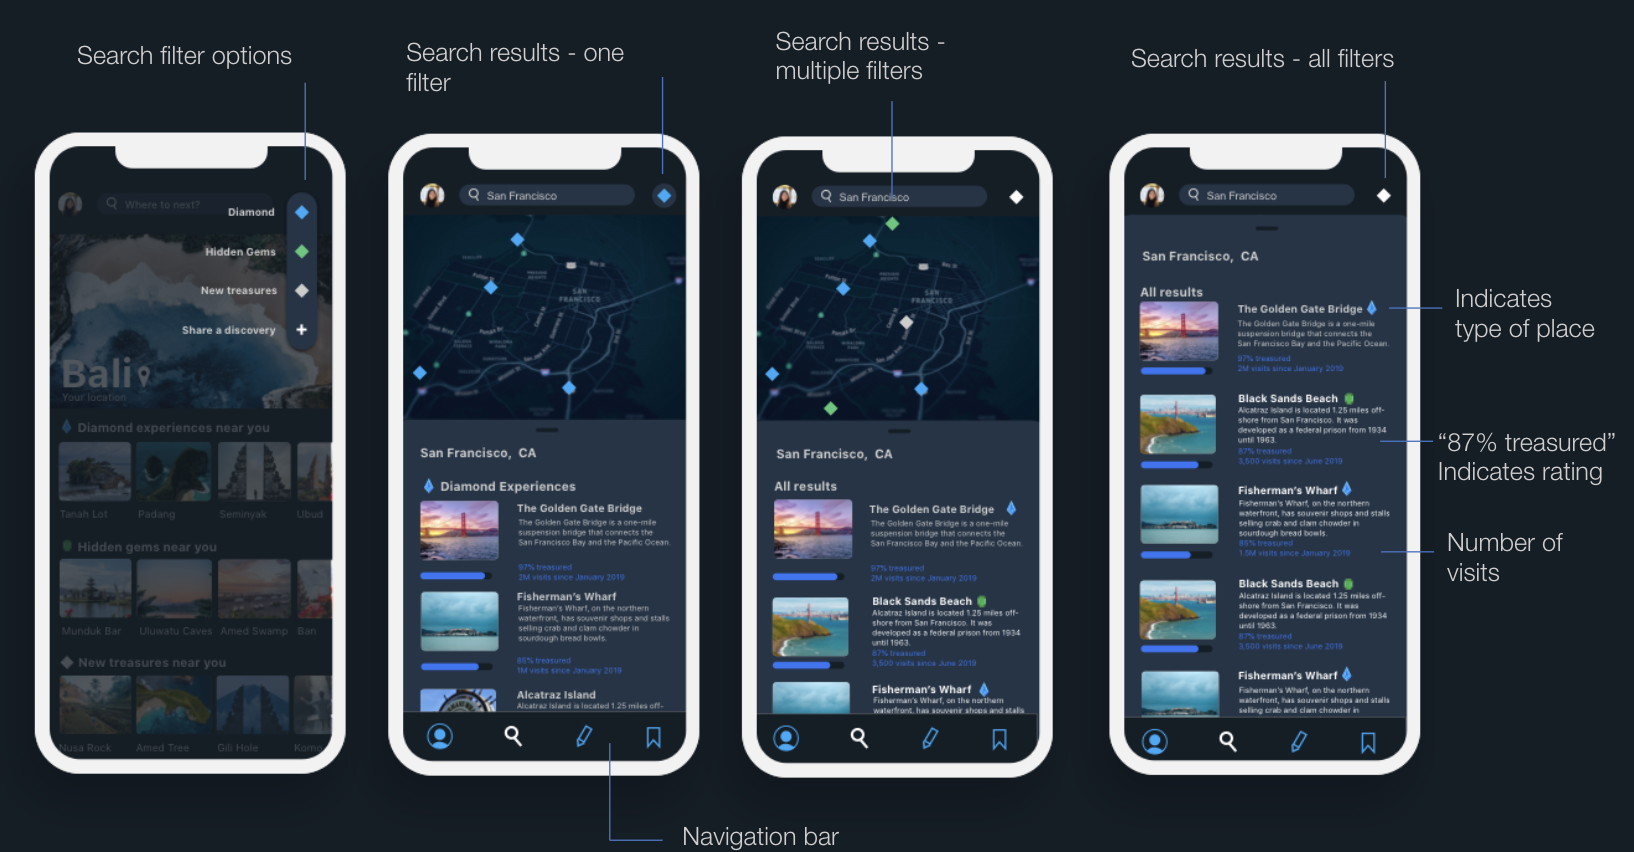 Search filter options
Search results - one
filter
Search results -
multiple filters
Search results - all filters
Where to next?
Diamond
Hidden Gems
New treasures
Share a discovery
Bali
Your location
Diamond experiences near you
Tanah Lot
Padang
Seminyak
Ubud
Hidden gems near you
Munduk Bar
Uluwatu Caves
Amed Swamp
Ban
New treasures near you
Nusa Rock
Amed Tree
Gili Hole
Komo
San Francisco
SAN
FRANCISCO
San Francisco, CA
Diamond Experiences
The Golden Gate Bridge
The Golden Gate Bridge is a one-mile
suspension bridge that connects the
San Francisco Bay and the Pacific Ocean.
97% treasured
2M visits since January 2019
Fisherman's Wharf
Fisherman's Wharf, on the northern
waterfront, has souvenir shops and stalls
selling crab and clam chowder in
sourdough bread bowls.
85% treasured
1M visits since January 2019
Alcatraz Island
Alcatraz Island is located 1.25 miles off-
San Francisco
SAN
FRANCISCO
San Francisco, CA
All results
The Golden Gate Bridge
The Golden Gate Bridge is a one-mile
suspension bridge that connects the
San Francisco Bay and the Pacific Ocean.
97% treasured
2M visits since January 2019
Black Sands Beach
Alcatraz Island is located 1.25 miles off-
shore from San Francisco. It was
developed as a federal prison from 1934
until 1963.
87% treasured
3,500 visits since June 2019
Fisherman's Wharf
Fisherman's Wharf, on the northern
waterfront, has souvenir shops and stalls
San Francisco
San Francisco, CA
All results
The Golden Gate Bridge
The Golden Gate Bridge is a one-mile
suspension bridge that connects the
San Francisco Bay and the Pacific Ocean.
97% treasured
2M visits since January 2019
Black Sands Beach
Alcatraz Island is located 1.25 miles off-
shore from San Francisco. It was
developed as a federal prison from 1934
until 1963.
87% treasured
3,500 visits since June 2019
Fisherman's Wharf
Fisherman's Wharf, on the northern
waterfront, has souvenir shops and stalls
selling crab and clam chowder in
sourdough bread bowls.
85% treasured
1.5M visits since January 2019
Black Sands Beach
Alcatraz Island is located 1.25 miles off-
shore from San Francisco. It was
developed as a federal prison from 1934
until 1963.
87% treasured
3,500 visits since June 2019
Fisherman's Wharf
Fisherman's Wharf, on the northern
waterfront, has souvenir shops and stalls
selling crab and clam chowder in
Indicates
type of place
“87% treasured”
Indicates rating
Number of
visits
Navigation bar